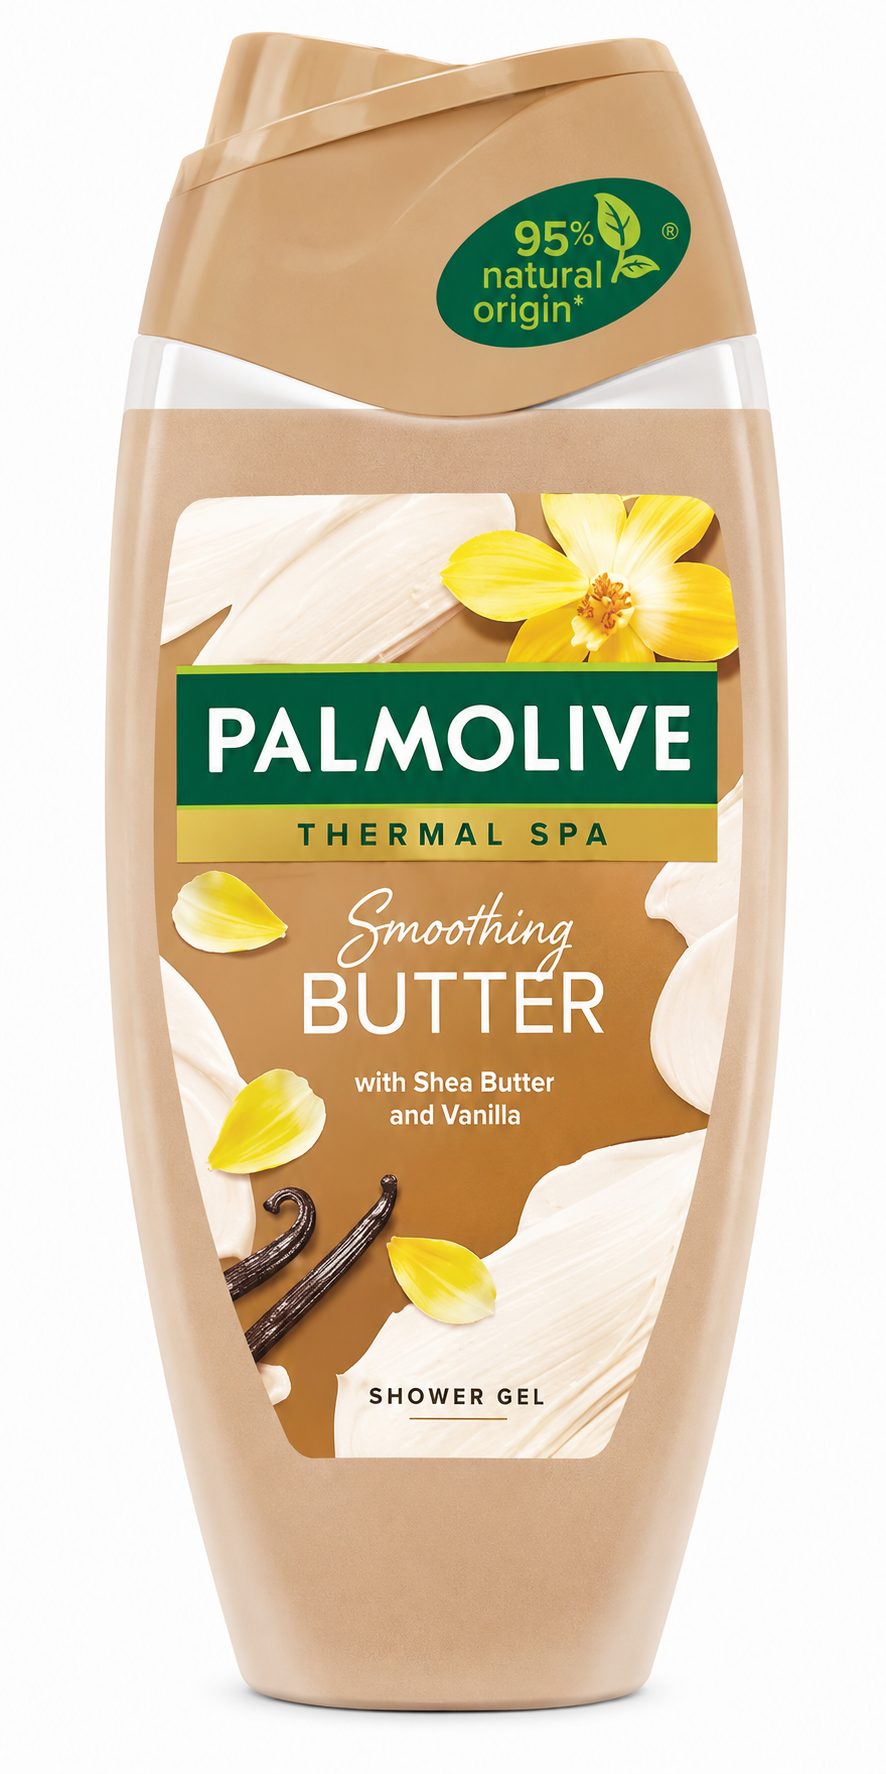 95%
natural
origin*
®
PALMOLIVE
THERMAL SPA
Smoothing
BUTTER
with Shea Butter
and Vanilla
SHOWER GEL